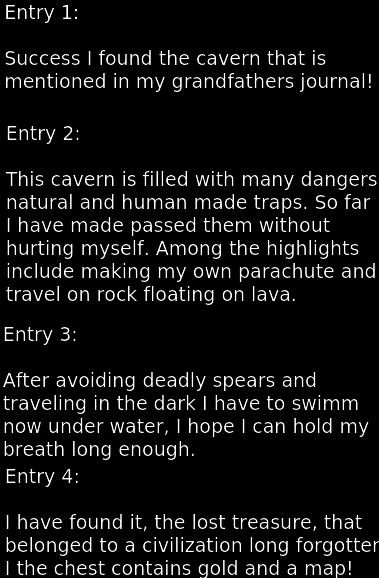 Entry 1:
Success I found the cavern that is
mentioned in my grandfathers journal!
Entry 2:
This cavern is filled with many dangers
natural and human made traps. So far
I have made passed them without
hurting myself. Among the highlights
include making my own parachute and
travel on rock floating on lava.
Entry 3:
After avoiding deadly spears and
traveling in the dark I have to swimm
now under water, I hope I can hold my
breath long enough.
Entry 4:
I have found it, the lost treasure, that
belonged to a civilization long forgotten
I the chest contains gold and a map!